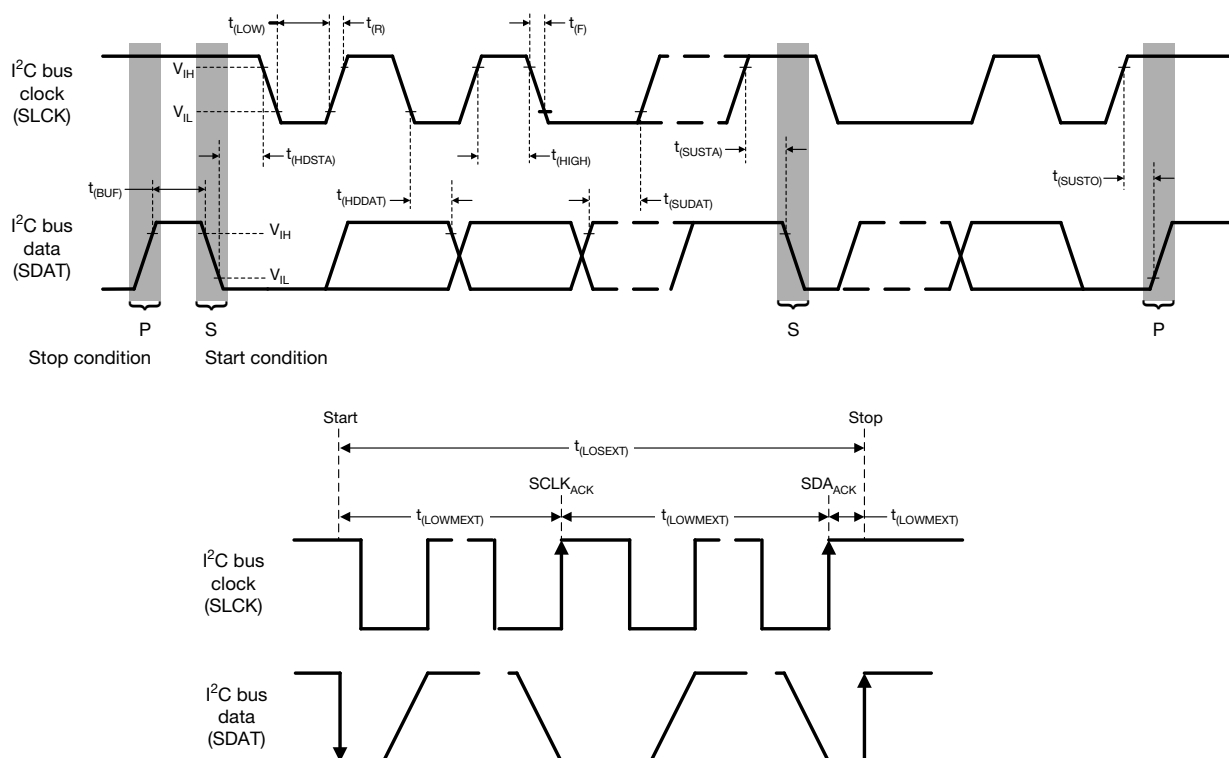 t(LOW)
t(R)
t(F)
I2C bus
clock
(SLCK)
VIH
VIL
t(HDSTA)
t(HIGH)
t(SUSTA)
t(SUSTO)
t(BUF)
t(HDDAT)
t(SUDAT)
I2C bus
data
(SDAT)
VIH
VIL
P
S
S
P
Stop condition
Start condition
Start
Stop
t(LOSEXT)
SCLKACK
SDAACK
t(LOWMEXT)
t(LOWMEXT)
t(LOWMEXT)
I2C bus
clock
(SLCK)
I2C bus
data
(SDAT)